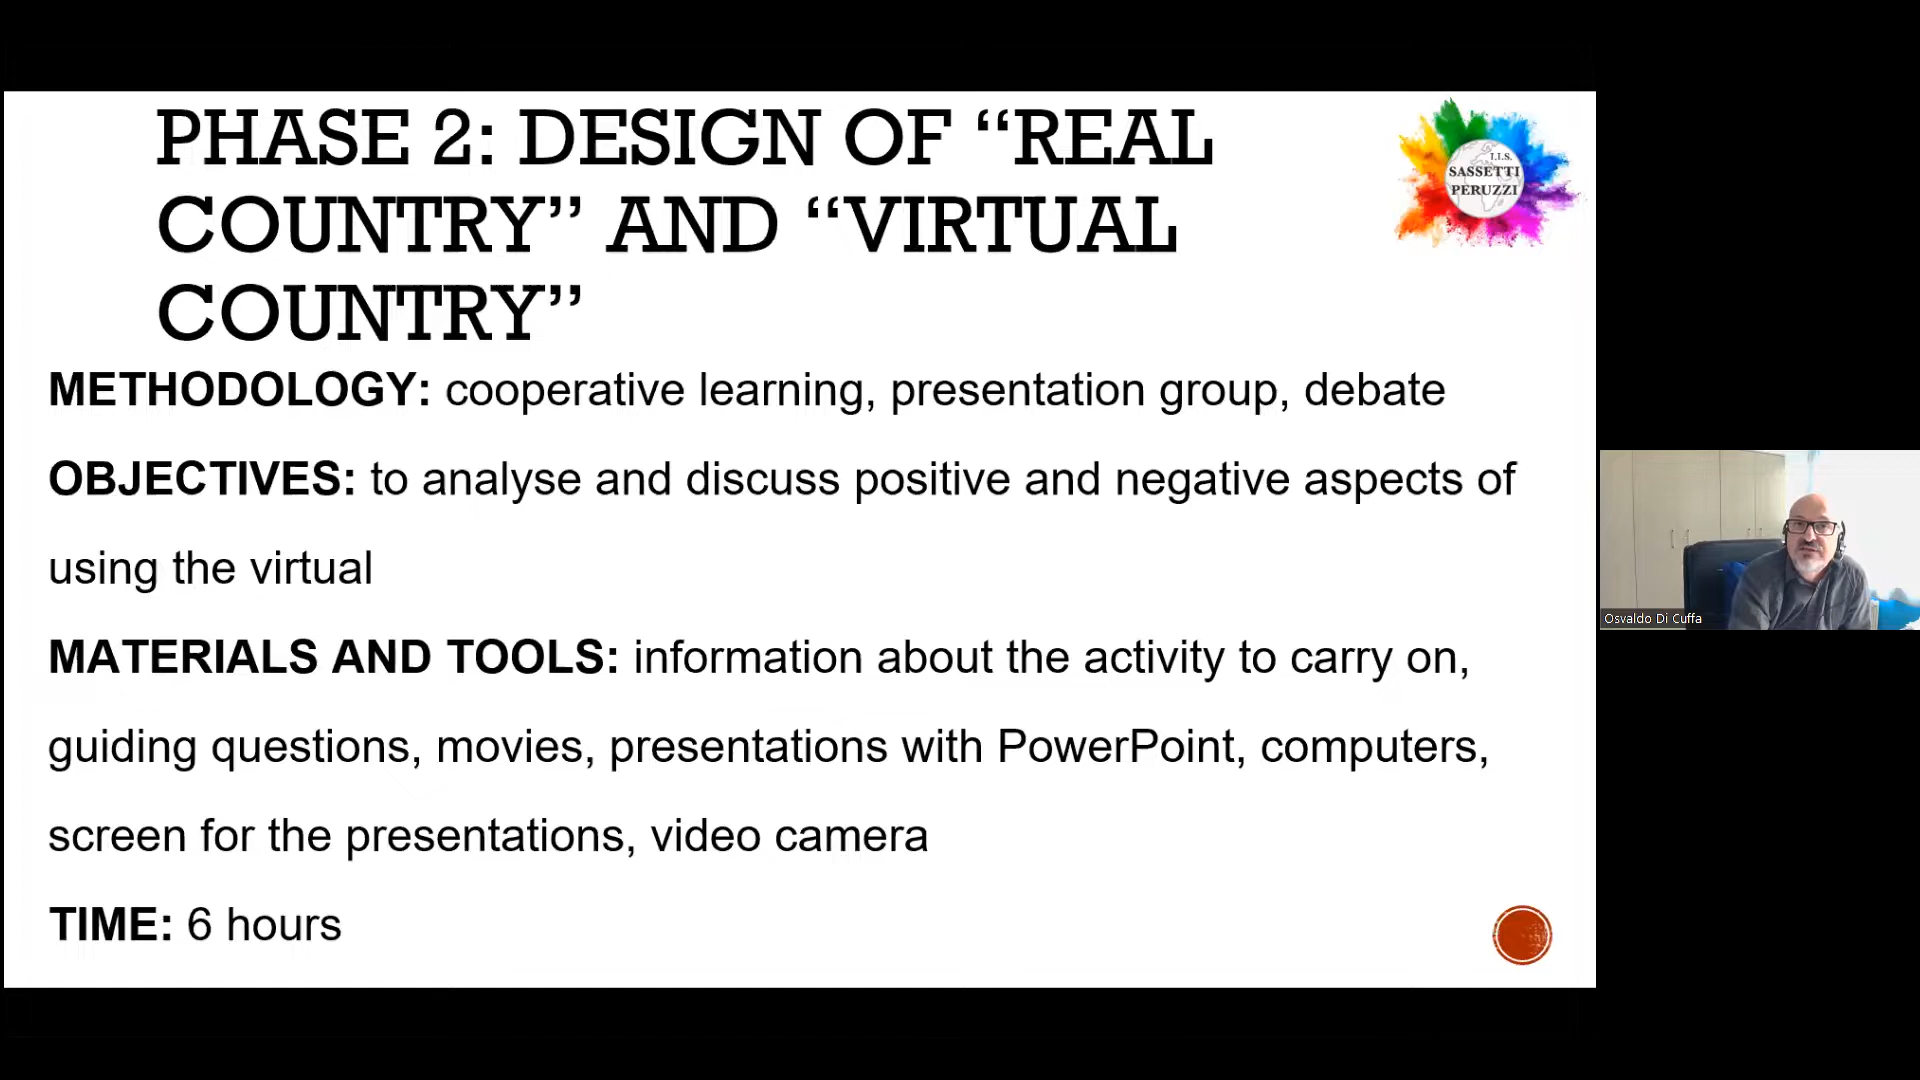 PHASE 2: DESIGN OF “REAL
COUNTRY” AND “VIRTUAL
COUNTRY”
I.I.S.
SASSETTI
PERUZZI
METHODOLOGY: cooperative learning, presentation group, debate
OBJECTIVES: to analyse and discuss positive and negative aspects of
using the virtual
MATERIALS AND TOOLS: information about the activity to carry on,
guiding questions, movies, presentations with PowerPoint, computers,
screen for the presentations, video camera
TIME: 6 hours
Osvaldo Di Cuffa